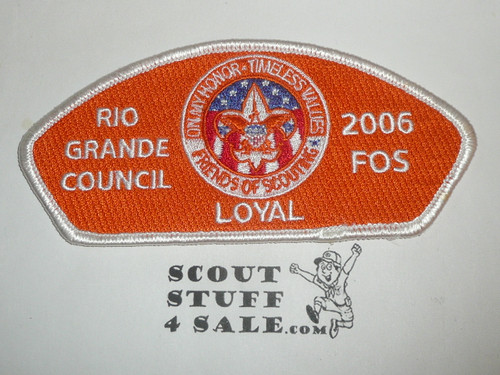 RIO
GRANDE
COUNCIL
ON MY HONOR - TIMELESS VALUES
FRIENDS OF SCOUTING
2006
FOS
LOYAL
SCOUT
STUFF
4 SALE.com